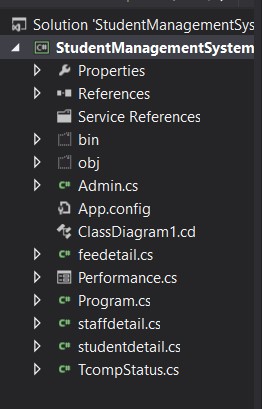 Solution 'StudentManagementSys
StudentManagementSystem
Properties
References
Service References
bin
obj
Admin.cs
App.config
ClassDiagram1.cd
feedetail.cs
Performance.cs
Program.cs
staffdetail.cs
studentdetail.cs
TcompStatus.cs